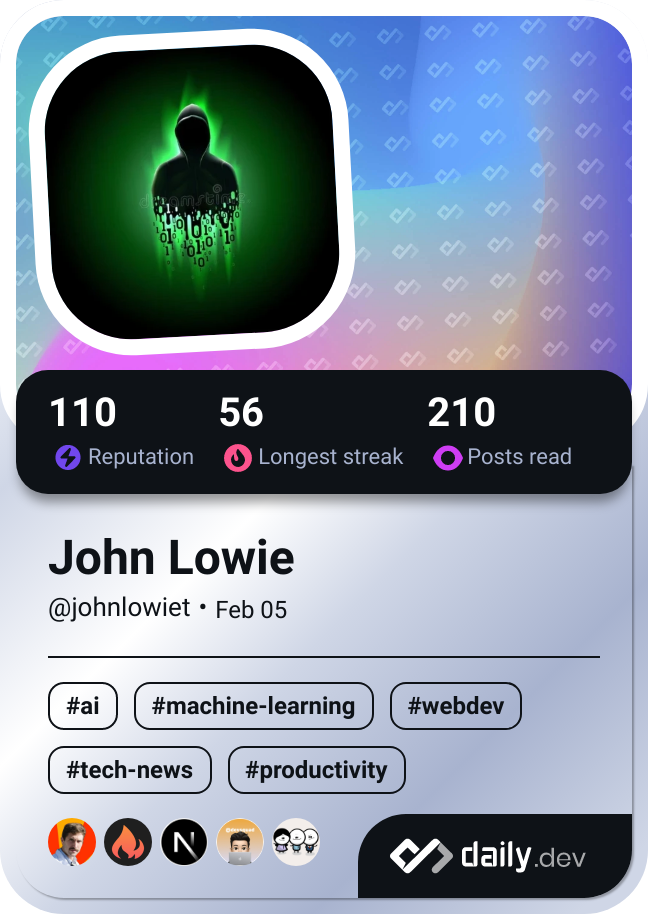 110 56 210
Reputation Longest streak Posts read
John Lowie
@johnlowiet • Feb 05
#ai #machine-learning #webdev
#tech-news #productivity
daily.dev